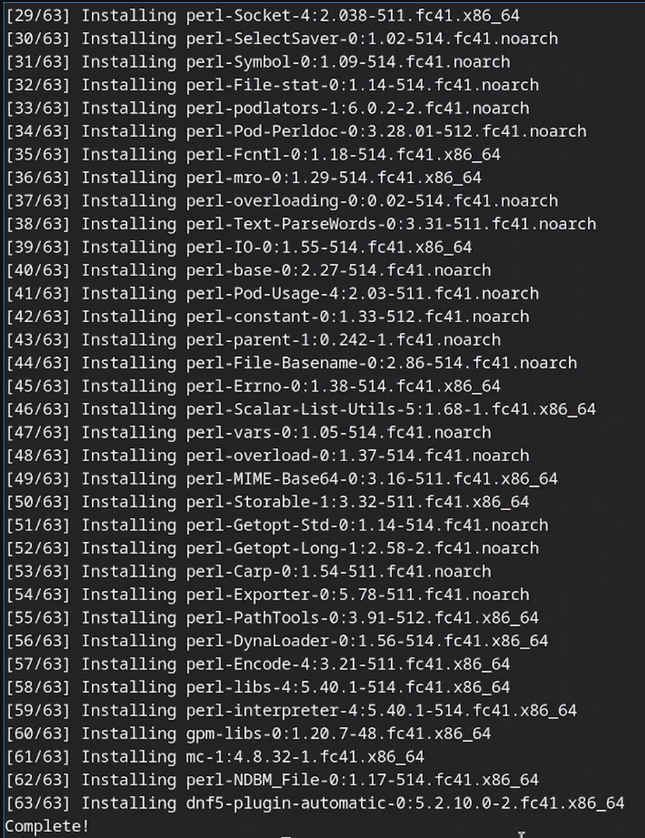 [29/63] Installing perl-Socket-4:2.038-511.fc41.x86_64
[30/63] Installing perl-SelectSaver-0:1.02-514.fc41.noarch
[31/63] Installing perl-Symbol-0:1.09-514.fc41.noarch
[32/63] Installing perl-File-stat-0:1.14-514.fc41.noarch
[33/63] Installing perl-podlators-1:6.0.2-2.fc41.noarch
[34/63] Installing perl-Pod-Perldoc-0:3.28.01-512.fc41.noarch
[35/63] Installing perl-Fcntl-0:1.18-514.fc41.x86_64
[36/63] Installing perl-mro-0:1.29-514.fc41.x86_64
[37/63] Installing perl-overloading-0:0.02-514.fc41.noarch
[38/63] Installing perl-Text-ParseWords-0:3.31-511.fc41.noarch
[39/63] Installing perl-IO-0:1.55-514.fc41.x86_64
[40/63] Installing perl-base-0:2.27-514.fc41.noarch
[41/63] Installing perl-Pod-Usage-4:2.03-511.fc41.noarch
[42/63] Installing perl-constant-0:1.33-512.fc41.noarch
[43/63] Installing perl-parent-1:0.242-1.fc41.noarch
[44/63] Installing perl-File-Basename-0:2.86-514.fc41.noarch
[45/63] Installing perl-Errno-0:1.38-514.fc41.x86_64
[46/63] Installing perl-Scalar-List-Utils-5:1.68-1.fc41.x86_64
[47/63] Installing perl-vars-0:1.05-514.fc41.noarch
[48/63] Installing perl-overload-0:1.37-514.fc41.noarch
[49/63] Installing perl-MIME-Base64-0:3.16-511.fc41.x86_64
[50/63] Installing perl-Storable-1:3.32-511.fc41.x86_64
[51/63] Installing perl-Getopt-Std-0:1.14-514.fc41.noarch
[52/63] Installing perl-Getopt-Long-1:2.58-2.fc41.noarch
[53/63] Installing perl-Carp-0:1.54-511.fc41.noarch
[54/63] Installing perl-Exporter-0:5.78-511.fc41.noarch
[55/63] Installing perl-PathTools-0:3.91-512.fc41.x86_64
[56/63] Installing perl-DynaLoader-0:1.56-514.fc41.x86_64
[57/63] Installing perl-Encode-4:3.21-511.fc41.x86_64
[58/63] Installing perl-libs-4:5.40.1-514.fc41.x86_64
[59/63] Installing perl-interpreter-4:5.40.1-514.fc41.x86_64
[60/63] Installing gpm-libs-0:1.20.7-48.fc41.x86_64
[61/63] Installing mc-1:4.8.32-1.fc41.x86_64
[62/63] Installing perl-NDBM_File-0:1.17-514.fc41.x86_64
[63/63] Installing dnf5-plugin-automatic-0:5.2.10.0-2.fc41.x86_64
Complete!